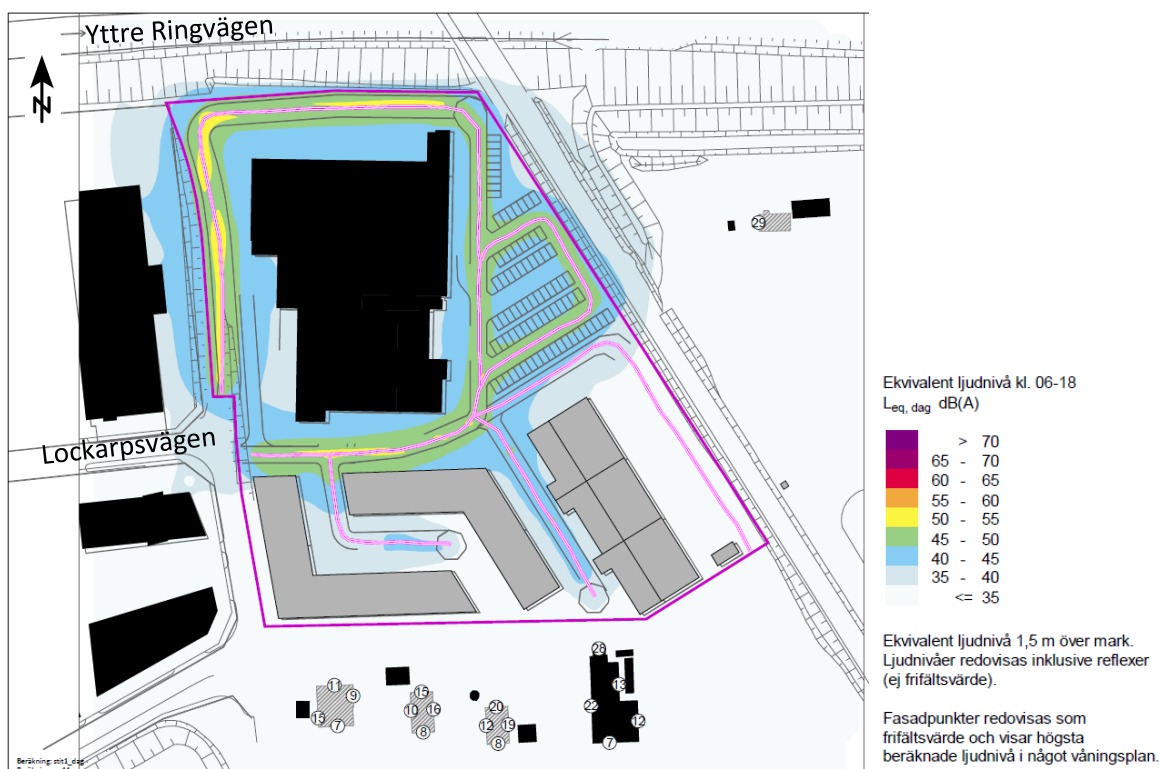 Yttre Ringvägen
N
29
Ekvivalent ljudnivå kl. 06-18
Leq, dag dB(A)
> 70
65 - 70
60 - 65
55 - 60
50 - 55
45 - 50
40 - 45
35 - 40
<= 35
Lockarpsvägen
Ekvivalent ljudnivå 1,5 m över mark.
Ljudnivåer redovisas inklusive reflexer
(ej frifältsvärde).
28
11
9
15
7
15
10
16
8
20
12
19
8
13
22
12
7
Fasadpunkter redovisas som
frifältsvärde och visar högsta
beräknade ljudnivå i något våningsplan.
Beräkning: stit1_dag